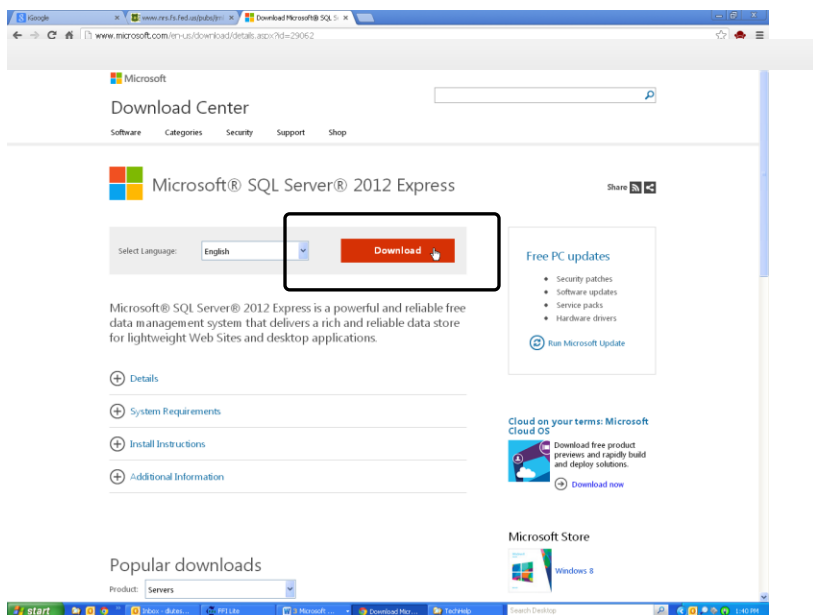 iGoogle
www.nrs.fs.fed.us/pubs/jrnl
Download Microsoft® SQL S
www.microsoft.com/en-us/download/details.aspx?id=29062
Microsoft
Download Center
Software Categories Security Support Shop
Microsoft® SQL Server® 2012 Express
Share
Select Language: English Download
Free PC updates
Security patches
Software updates
Service packs
Hardware drivers
Run Microsoft Update
Microsoft® SQL Server® 2012 Express is a powerful and reliable free
data management system that delivers a rich and reliable data store
for lightweight Web Sites and desktop applications.
Details
System Requirements
Install Instructions
Additional Information
Cloud on your terms: Microsoft
Cloud OS
Download free product
previews and rapidly build
and deploy solutions.
Download now
Microsoft Store
Windows 8
Popular downloads
Product: Servers
start Inbox - dlutes... FFI Lite 3 Microsoft ... Download Micr... TechHelp Search Desktop 1:40 PM